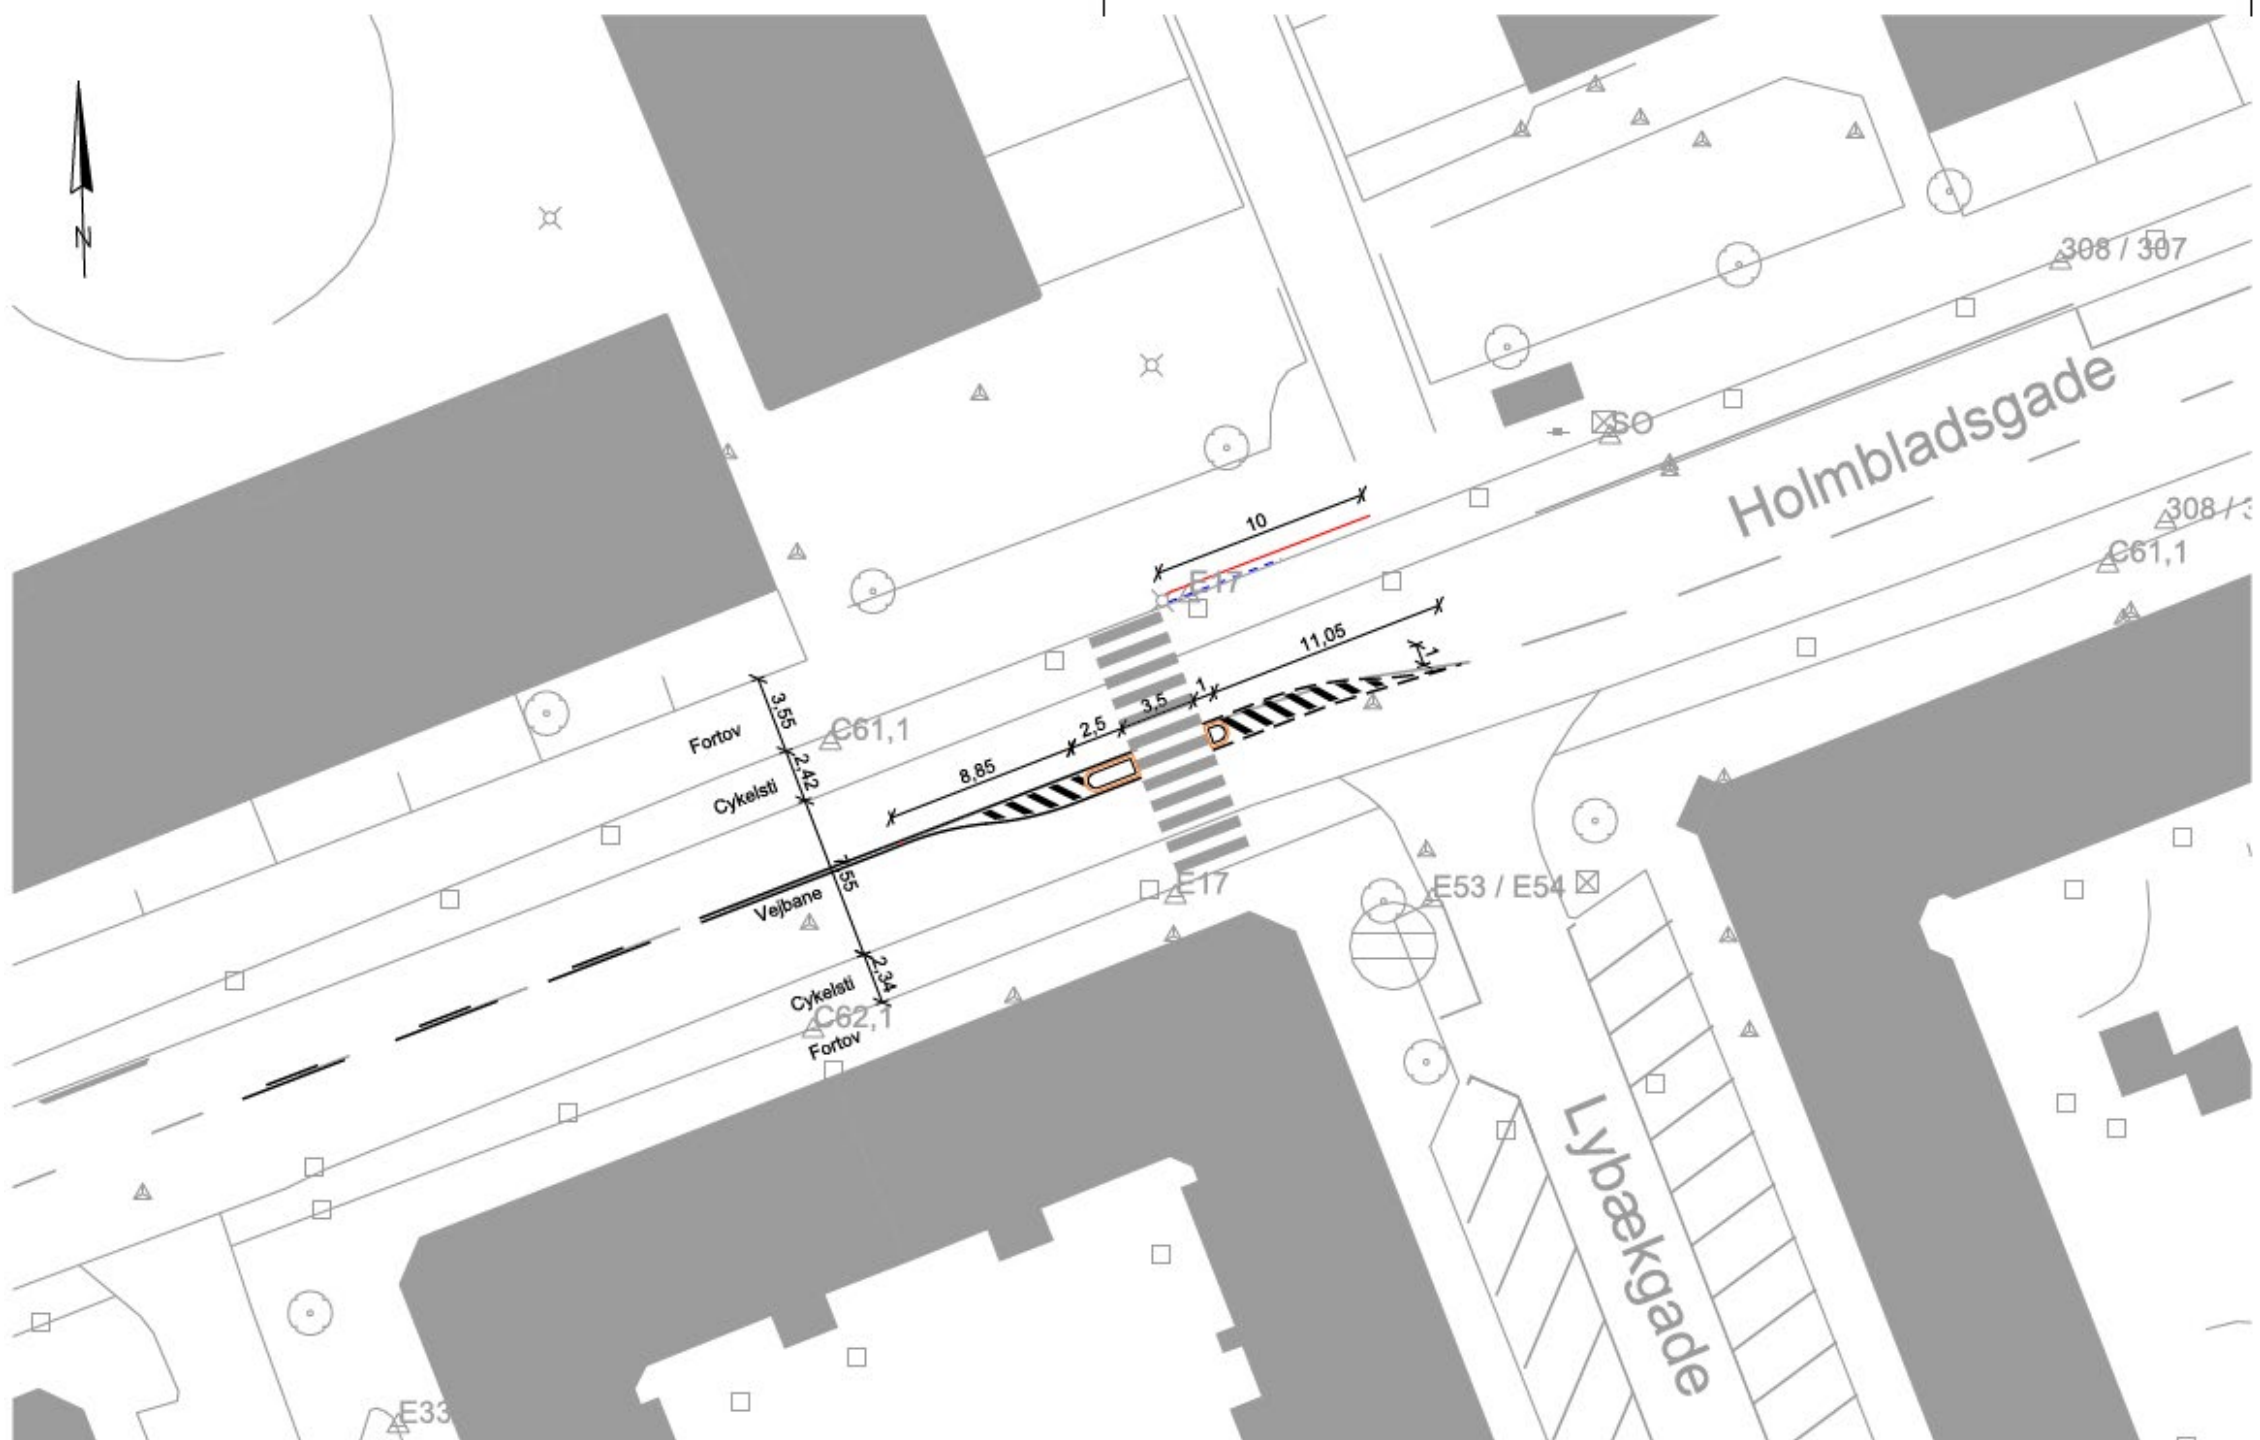 N
308 / 307
SO
Holmbladsgade
308 / 3
C61,1
10
E17
11,05
1
1
3,5
2,5
8,85
3,55
Fortov
C61,1
2,42
Cykelsti
55
Vejbane
E17
E53 / E54
2,34
Cykelsti
C62,1
Fortov
Lybækgade
E33